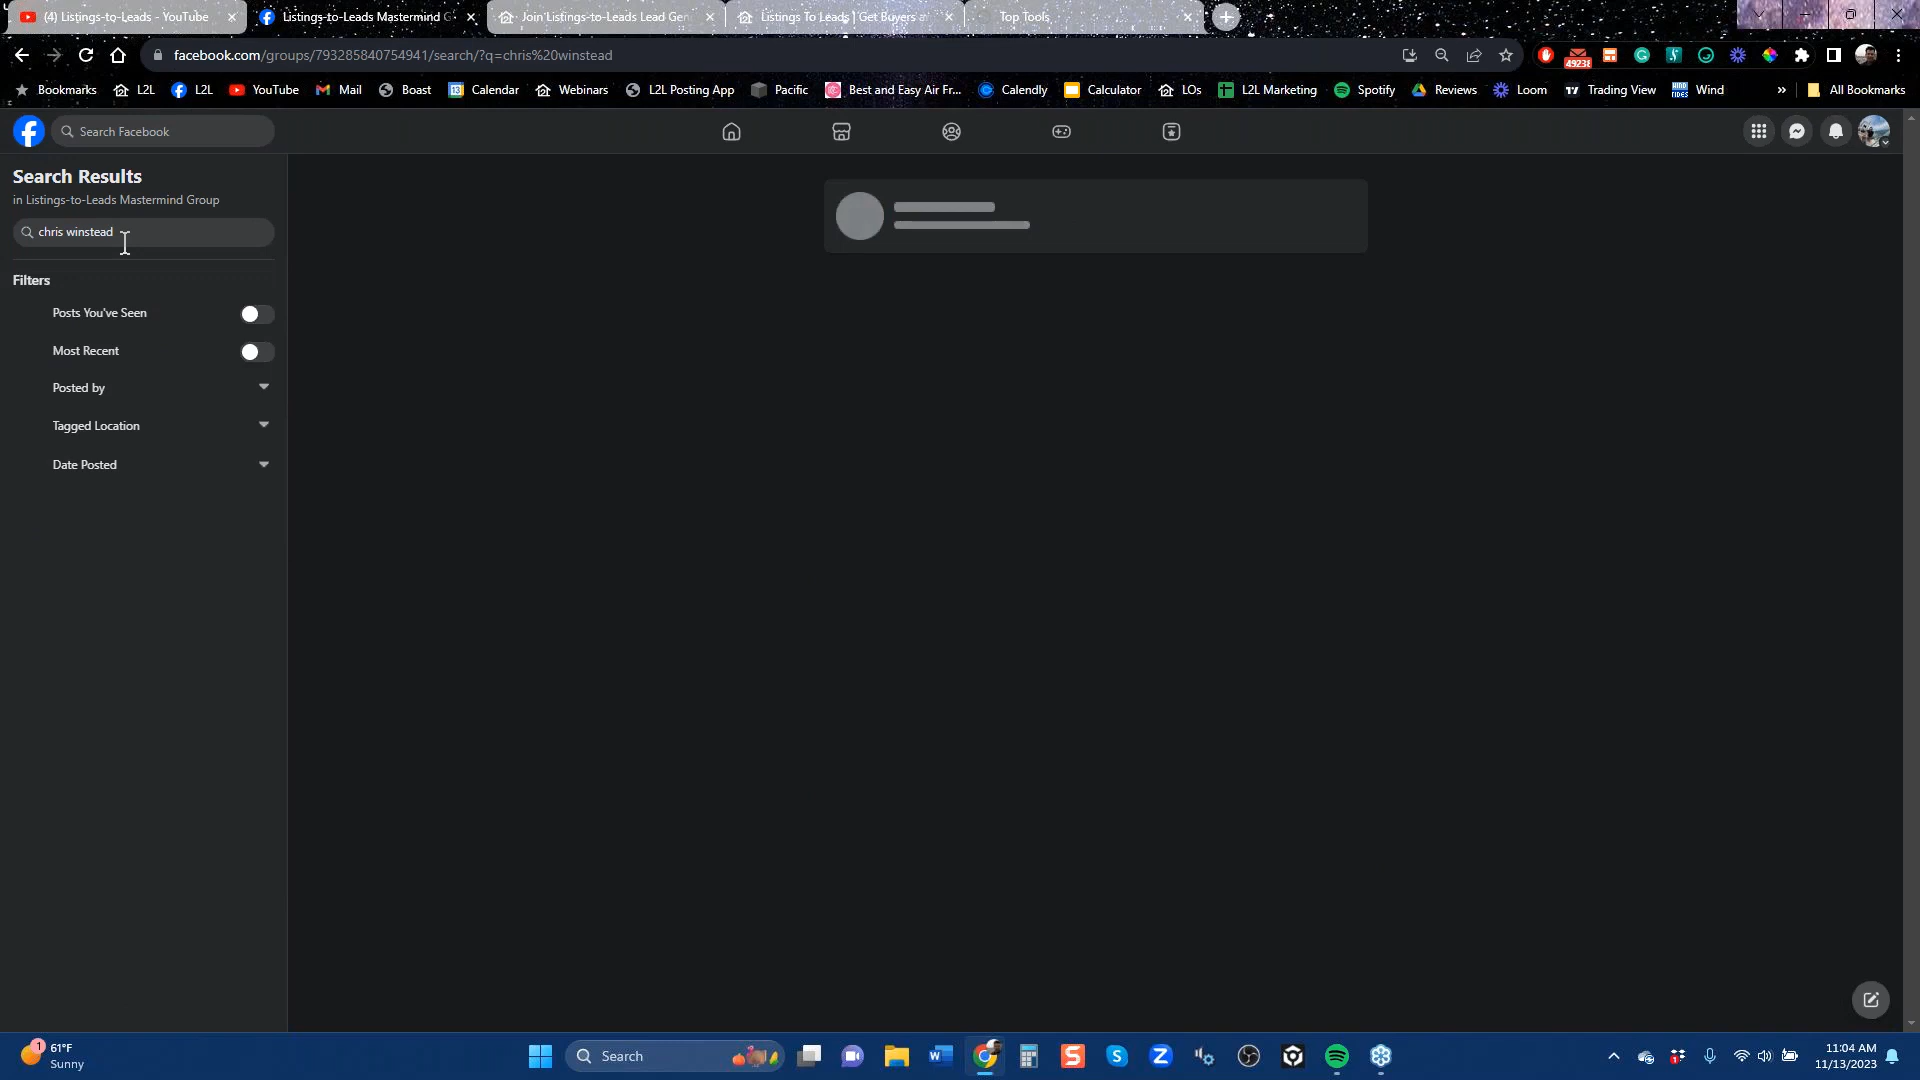 (4) Listings-to-Leads - YouTube
Listings-to-Leads Mastermind G
Join Listings-to-Leads Lead Gen
Listings To Leads | Get Buyers a
Top Tools
facebook.com/groups/793285840754941/search/?q=chris%20winstead
49238
Bookmarks
L2L
L2L
YouTube
Mail
Boast
13
Calendar
Webinars
L2L Posting App
Pacific
Best and Easy Air Fr...
Calendly
Calculator
LOs
L2L Marketing
Spotify
Reviews
Loom
Trading View
Wind
»
All Bookmarks
Search Facebook
Search Results
in Listings-to-Leads Mastermind Group
chris winstead
Filters
Posts You've Seen
Most Recent
Posted by
Tagged Location
Date Posted
1
61°F
Sunny
Search
11:04 AM
11/13/2023